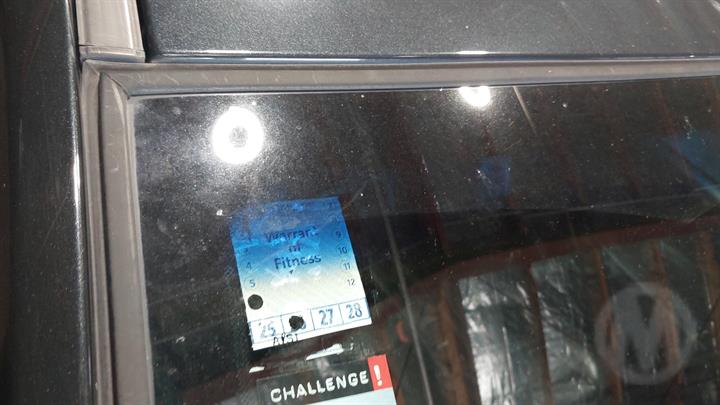 Warrant
of
Fitness
4
5
9
10
11
12
25 27 28
CHALLENGE!
M